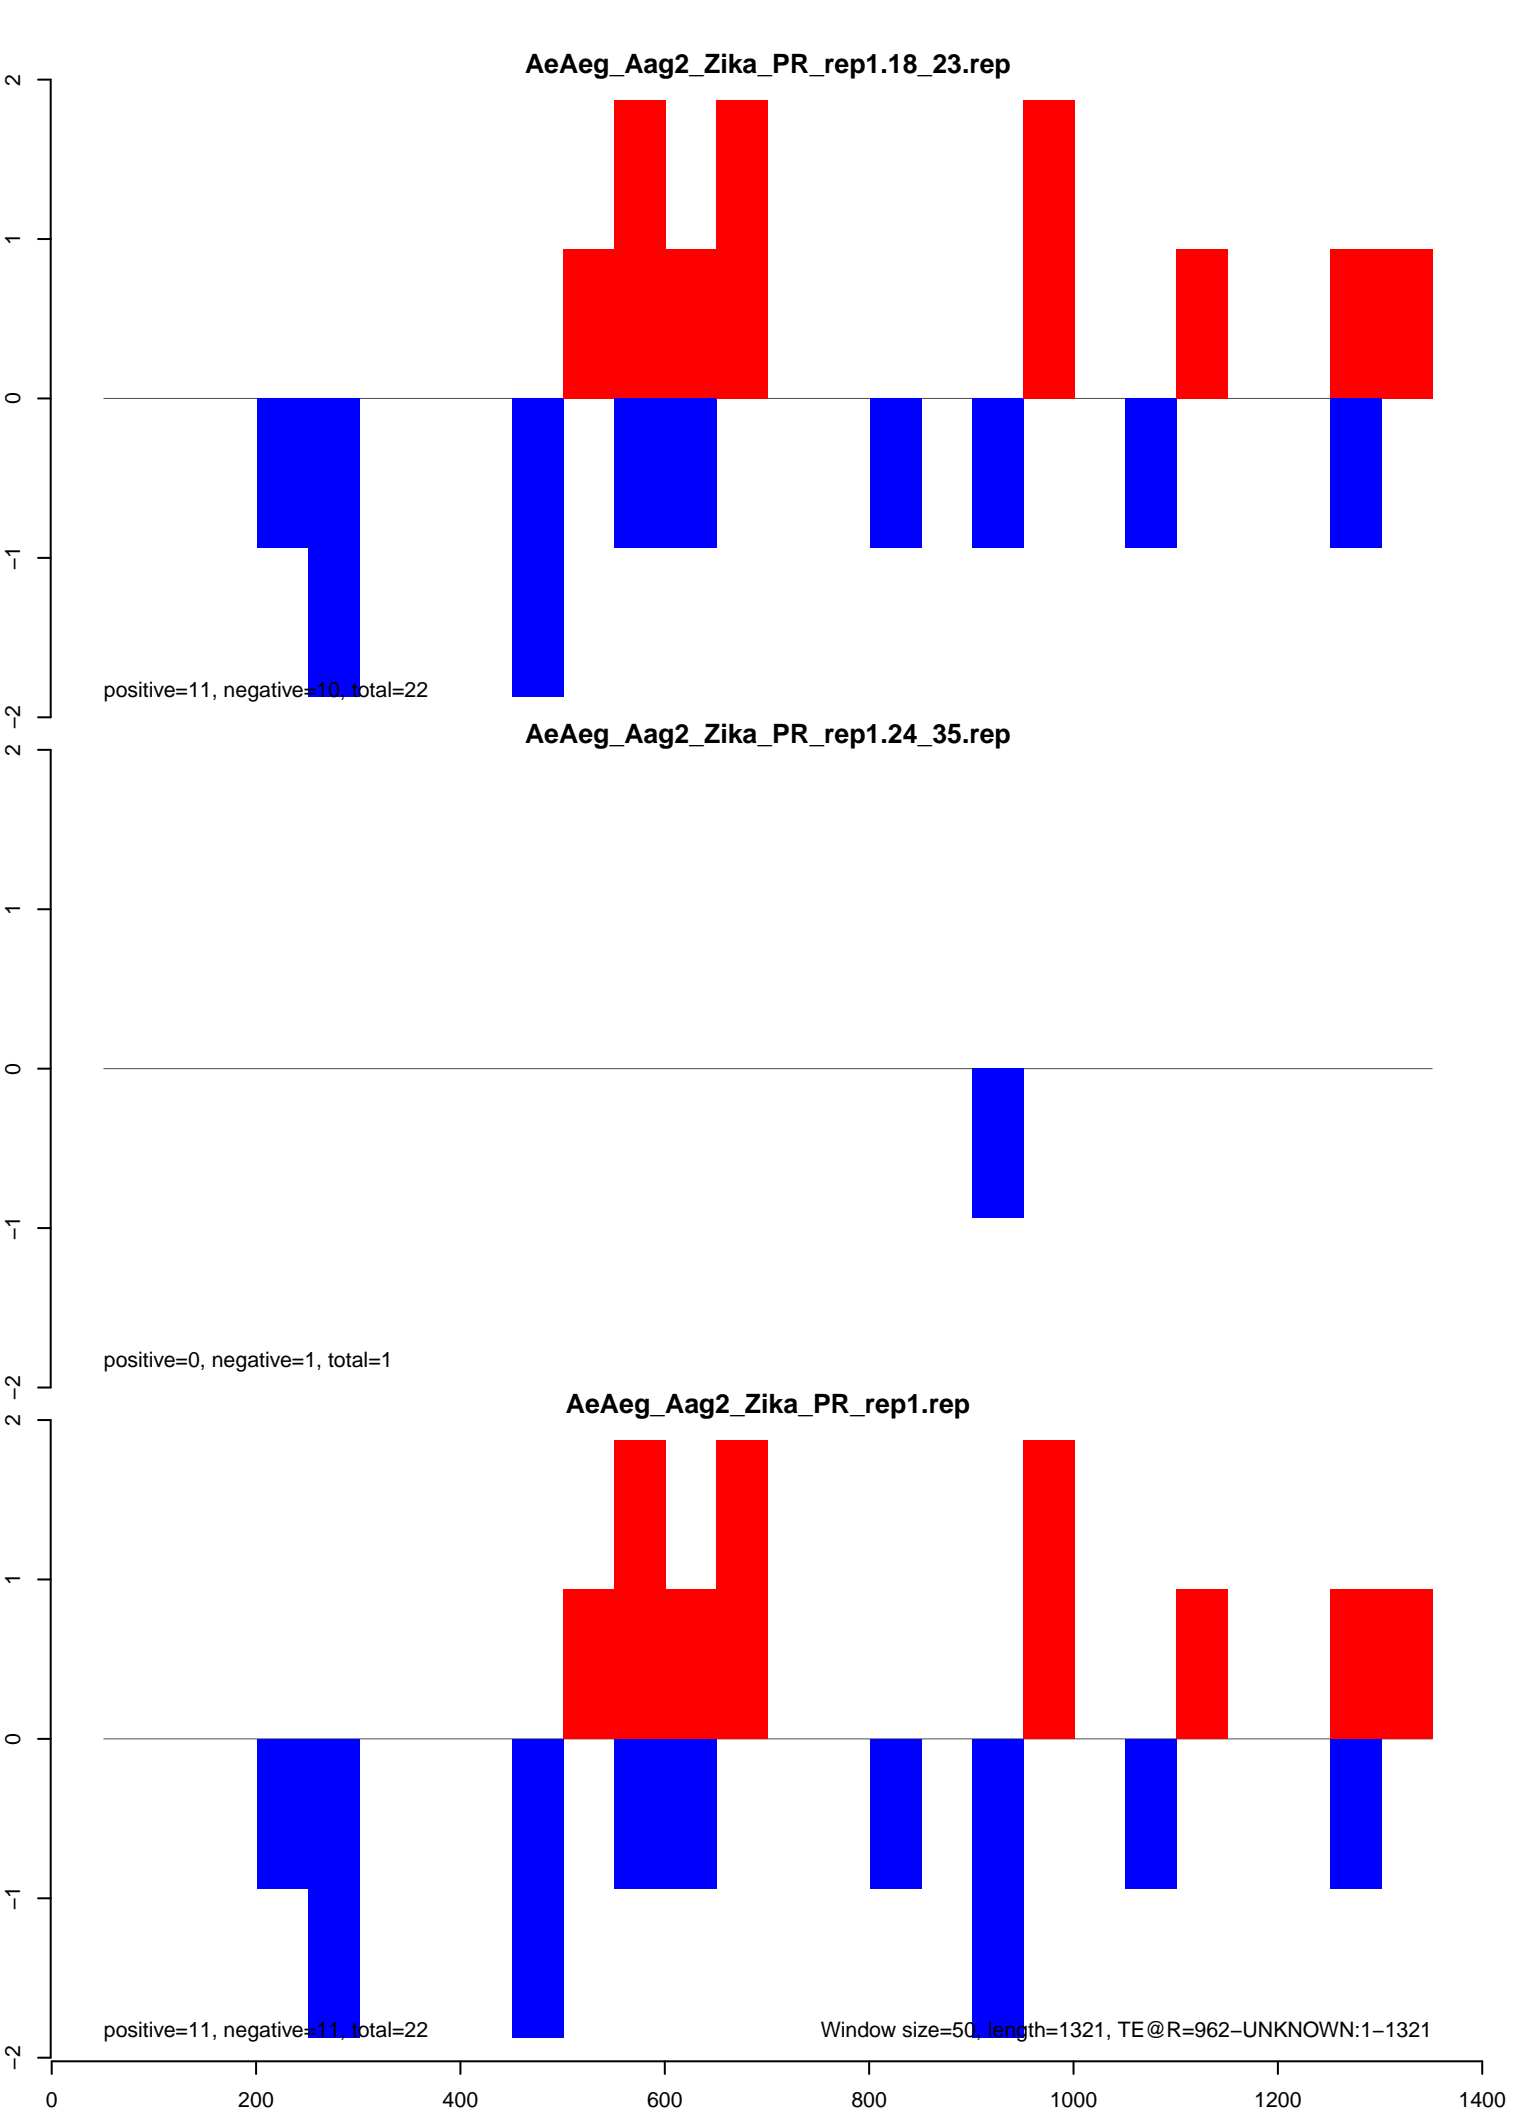 AeAeg_Aag2_Zika_PR_rep1.18_23.rep
2
1
0
−1
−2
positive=11, negative=10, total=22
AeAeg_Aag2_Zika_PR_rep1.24_35.rep
2
1
0
−1
−2
positive=0, negative=1, total=1
AeAeg_Aag2_Zika_PR_rep1.rep
2
1
0
−1
−2
positive=11, negative=11, total=22
Window size=50, length=1321, TE@R=962−UNKNOWN:1−1321
0 200 400 600 800 1000 1200 1400